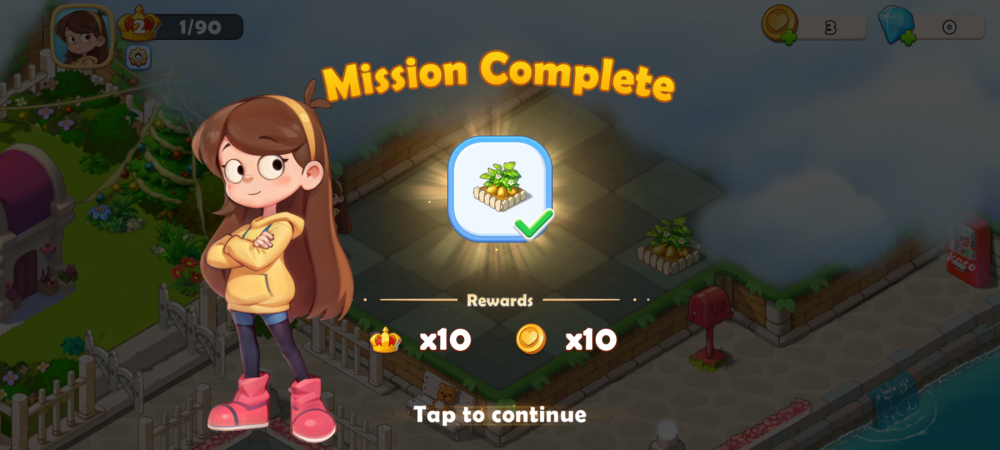 2
1/90
3
0
Mission Complete
Rewards
x10
x10
Tap to continue